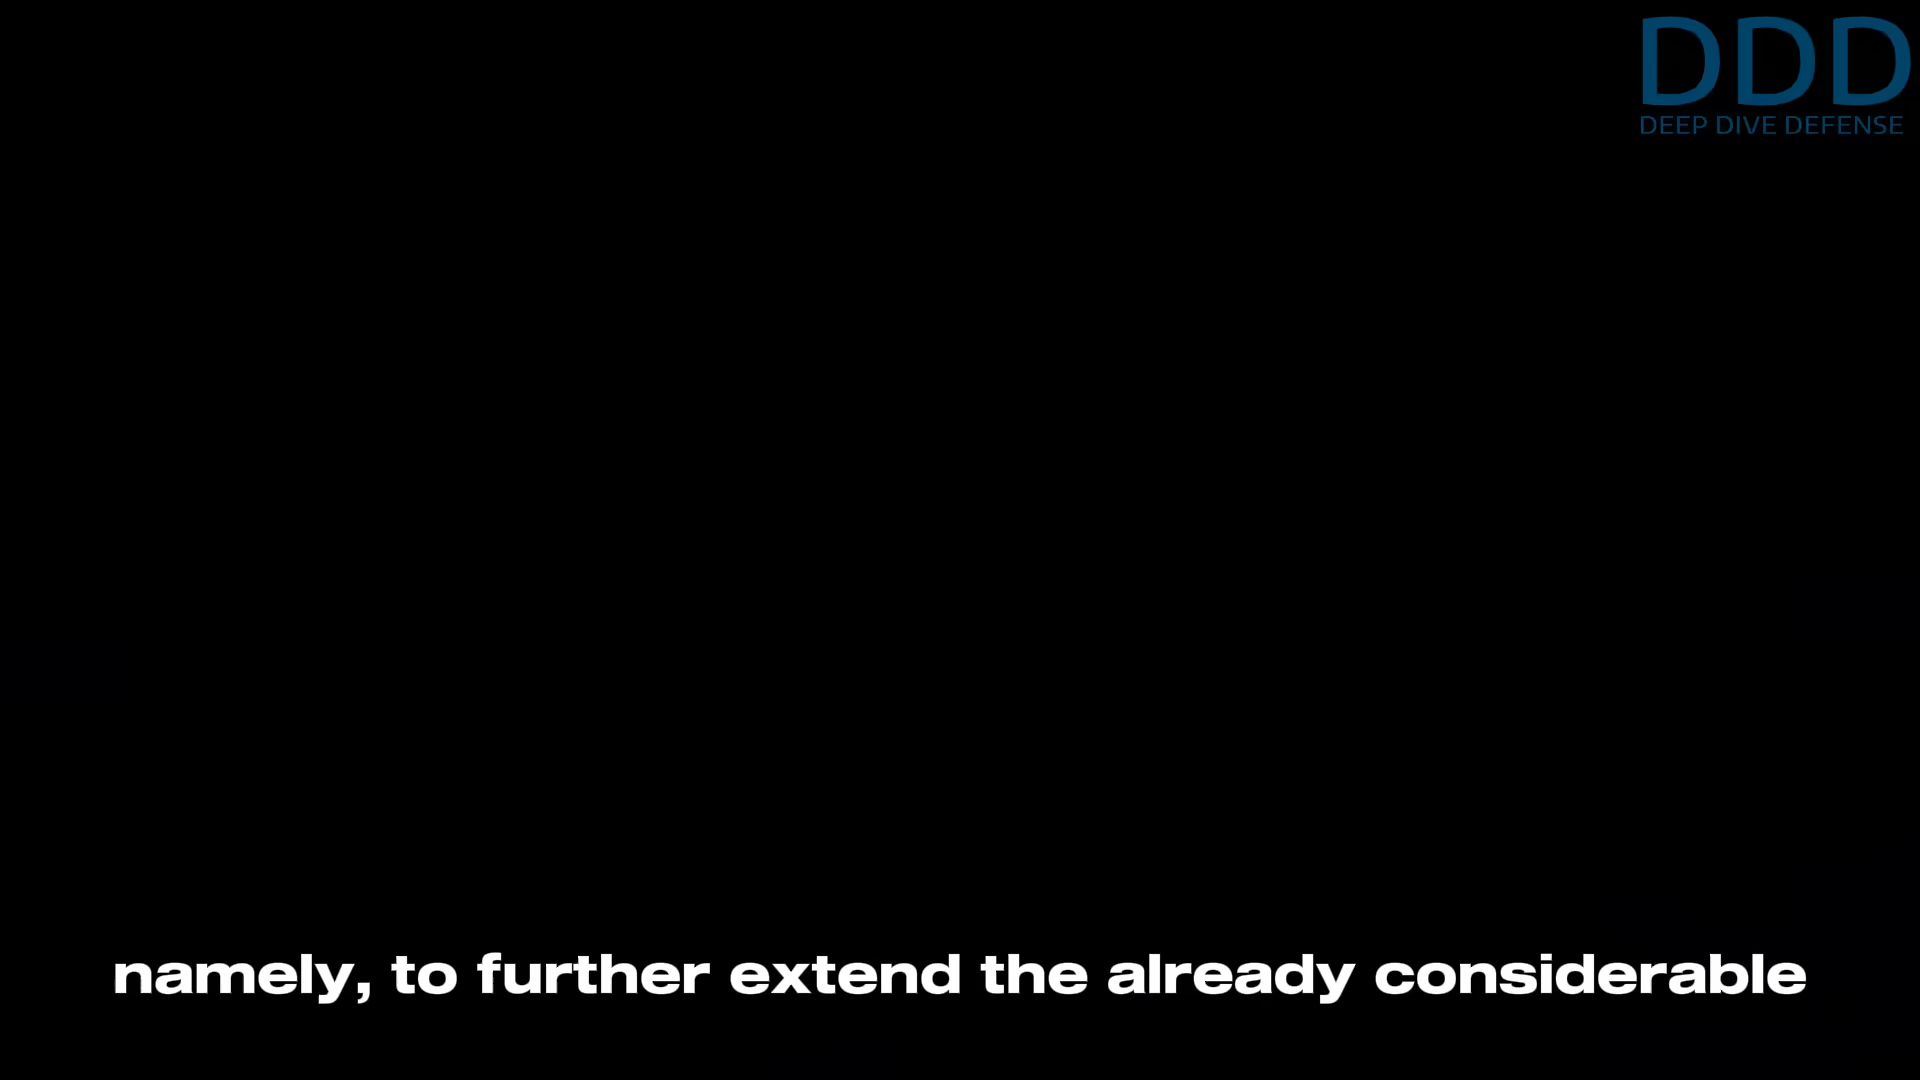 DDD
DEEP DIVE DEFENSE
namely, to further extend the already considerable